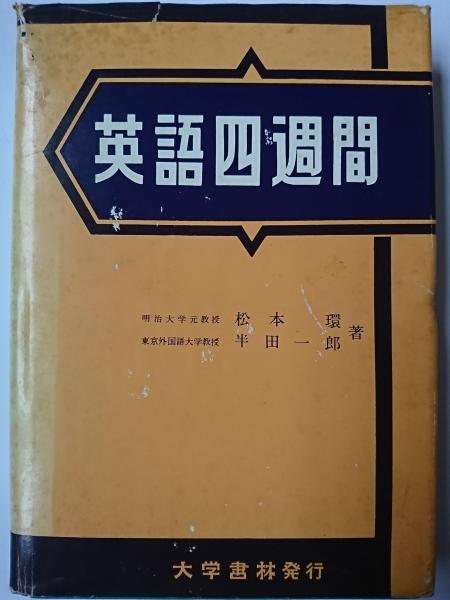 英語四週間
明治大学元教授 松本環
東京外国語大学教授 半田一郎 著
大学書林発行